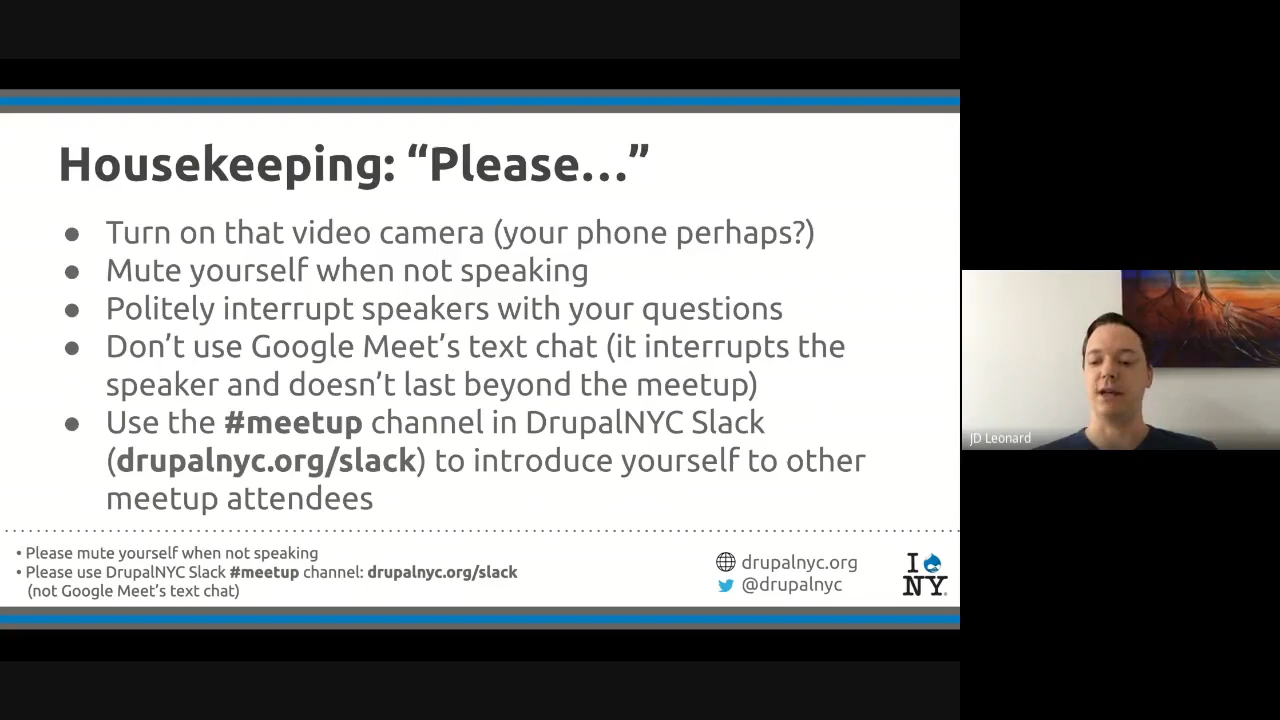 Housekeeping: “Please…”
● Turn on that video camera (your phone perhaps?)
● Mute yourself when not speaking
● Politely interrupt speakers with your questions
● Don’t use Google Meet’s text chat (it interrupts the
speaker and doesn’t last beyond the meetup)
● Use the #meetup channel in DrupalNYC Slack
(drupalnyc.org/slack) to introduce yourself to other
meetup attendees
• Please mute yourself when not speaking
• Please use DrupalNYC Slack #meetup channel: drupalnyc.org/slack
(not Google Meet’s text chat)
drupalnyc.org
@drupalnyc
I
NY.
JD Leonard